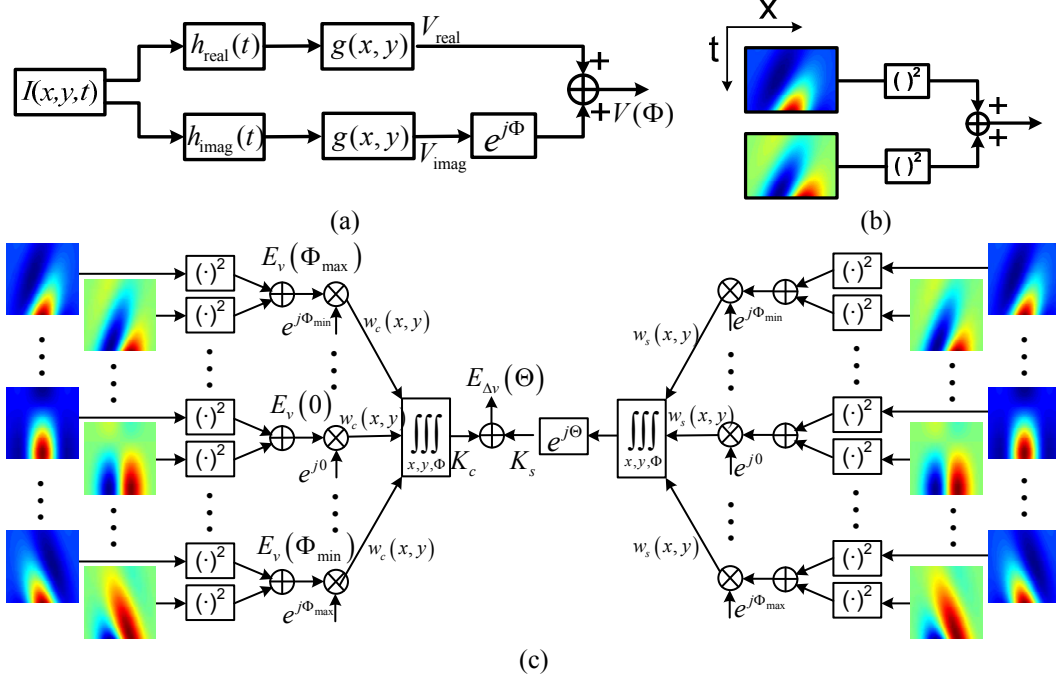 I(x,y,t)
h_real(t)
g(x, y)
V_real
+
+
V(Φ)
h_imag(t)
g(x, y)
V_imag
e^{jΦ}
(a)
x
t
( )²
+
+
( )²
(b)
(·)²
(·)²
E_v(Φ_max)
e^{jΦ_min}
w_c(x, y)
(·)²
(·)²
E_v(0)
w_c(x, y)
e^{j0}
(·)²
(·)²
E_v(Φ_min)
e^{jΦ_max}
w_c(x, y)
∭
x, y, Φ
K_c
E_{Δv}(Θ)
K_s
e^{jΘ}
∭
x, y, Φ
w_s(x, y)
e^{jΦ_min}
(·)²
(·)²
w_s(x, y)
e^{j0}
(·)²
(·)²
w_s(x, y)
e^{jΦ_max}
(·)²
(·)²
(c)